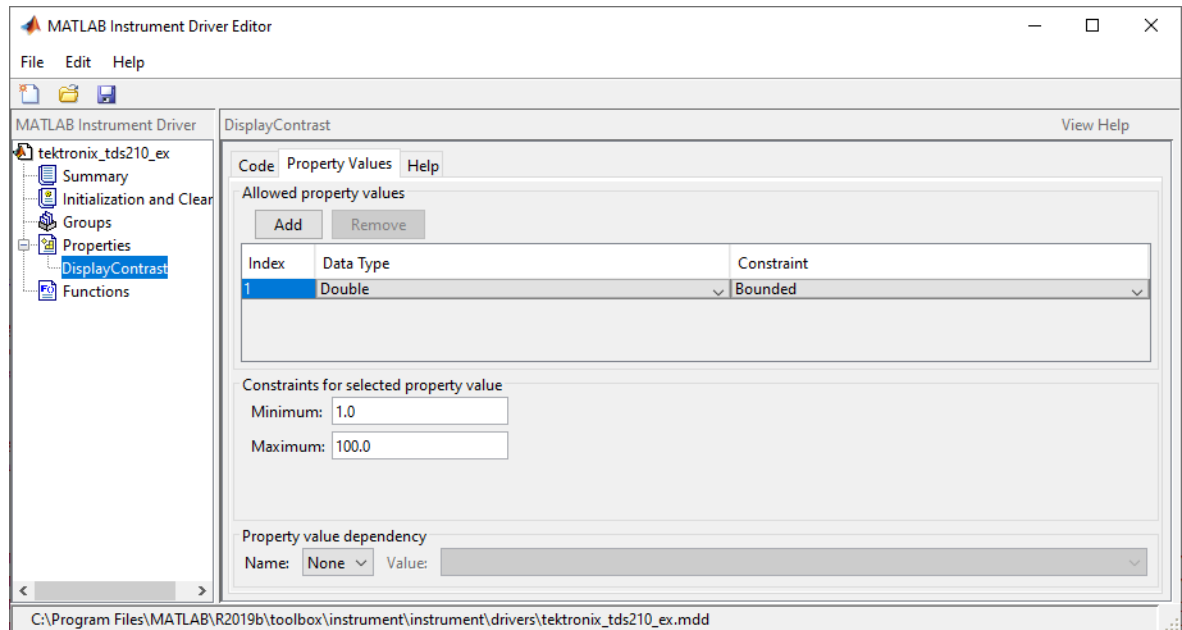 MATLAB Instrument Driver Editor
File Edit Help
MATLAB Instrument Driver
DisplayContrast View Help
tektronix_tds210_ex
Summary
Initialization and Clear
Groups
Properties
DisplayContrast
Functions
Code Property Values Help
Allowed property values
Add Remove
Index Data Type Constraint
1 Double Bounded
Constraints for selected property value
Minimum: 1.0
Maximum: 100.0
Property value dependency
Name: None Value:
C:\Program Files\MATLAB\R2019b\toolbox\instrument\instrument\drivers\tektronix_tds210_ex.mdd